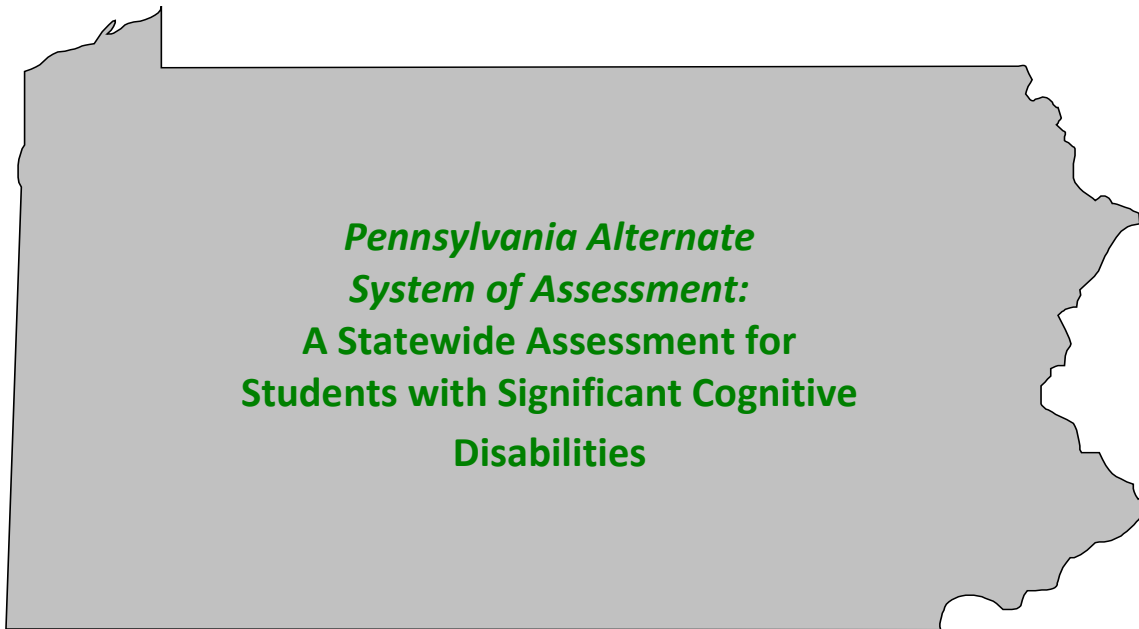 Pennsylvania Alternate
System of Assessment:
A Statewide Assessment for
Students with Significant Cognitive
Disabilities